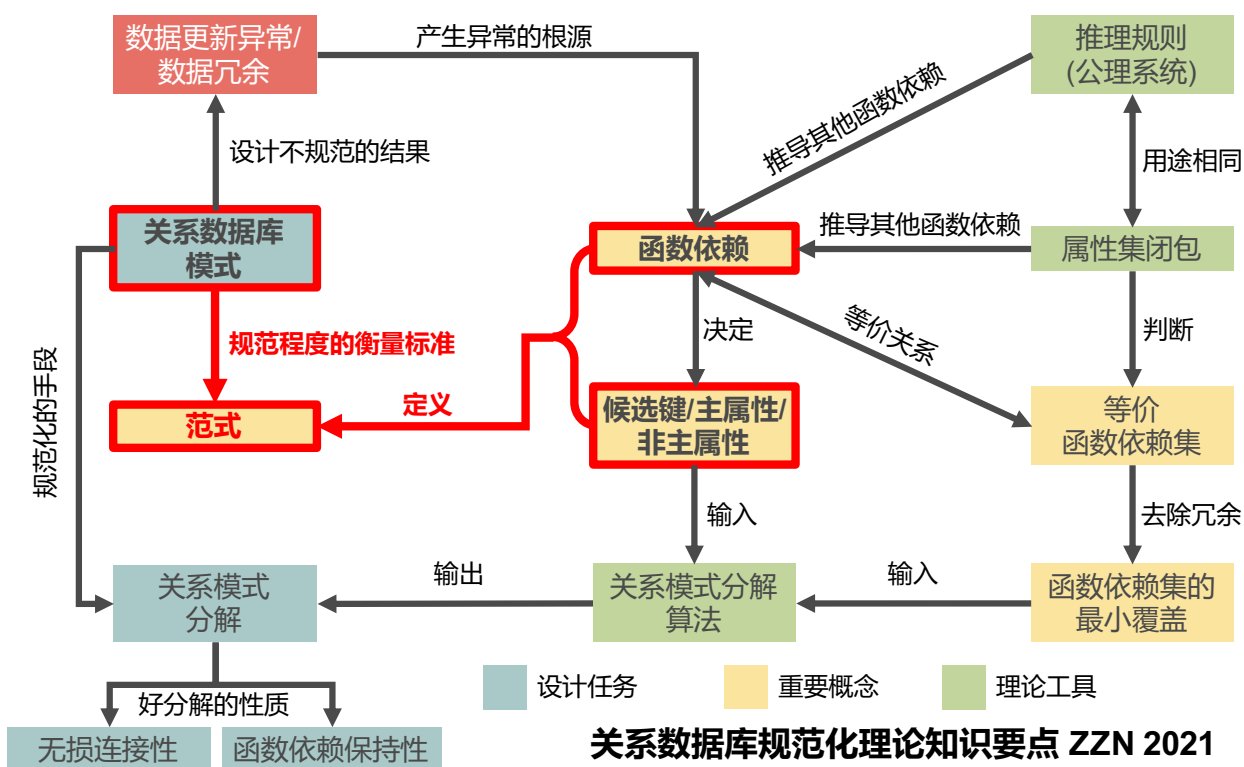 数据更新异常/
数据冗余
产生异常的根源
推理规则
(公理系统)
推导其他函数依赖
设计不规范的结果
用途相同
关系数据库
模式
函数依赖
推导其他函数依赖
属性集闭包
规范程度的衡量标准
决定
等价关系
判断
规范化的手段
范式
定义
候选键/主属性/
非主属性
等价
函数依赖集
输入
去除冗余
关系模式
分解
输出
关系模式分解
算法
输入
函数依赖集的
最小覆盖
好分解的性质
无损连接性
函数依赖保持性
设计任务
重要概念
理论工具
关系数据库规范化理论知识要点 ZZN 2021